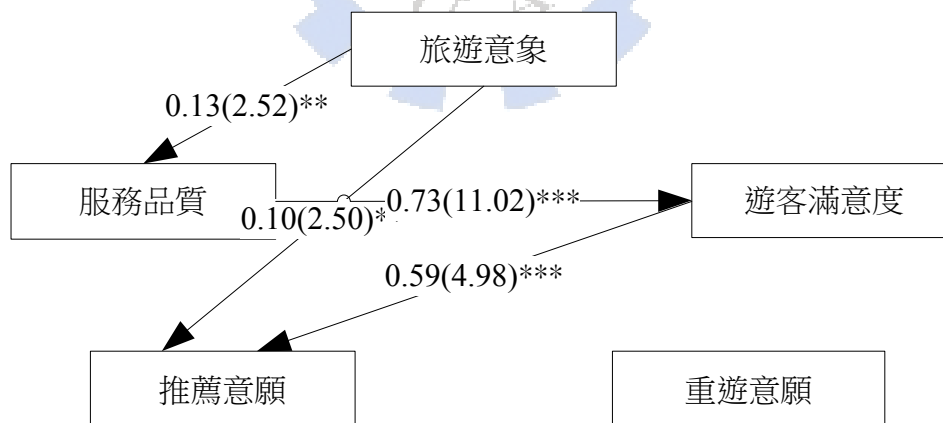 旅遊意象
0.13(2.52)**
服務品質
0.73(11.02)***
遊客滿意度
0.10(2.50)*
0.59(4.98)***
推薦意願
重遊意願